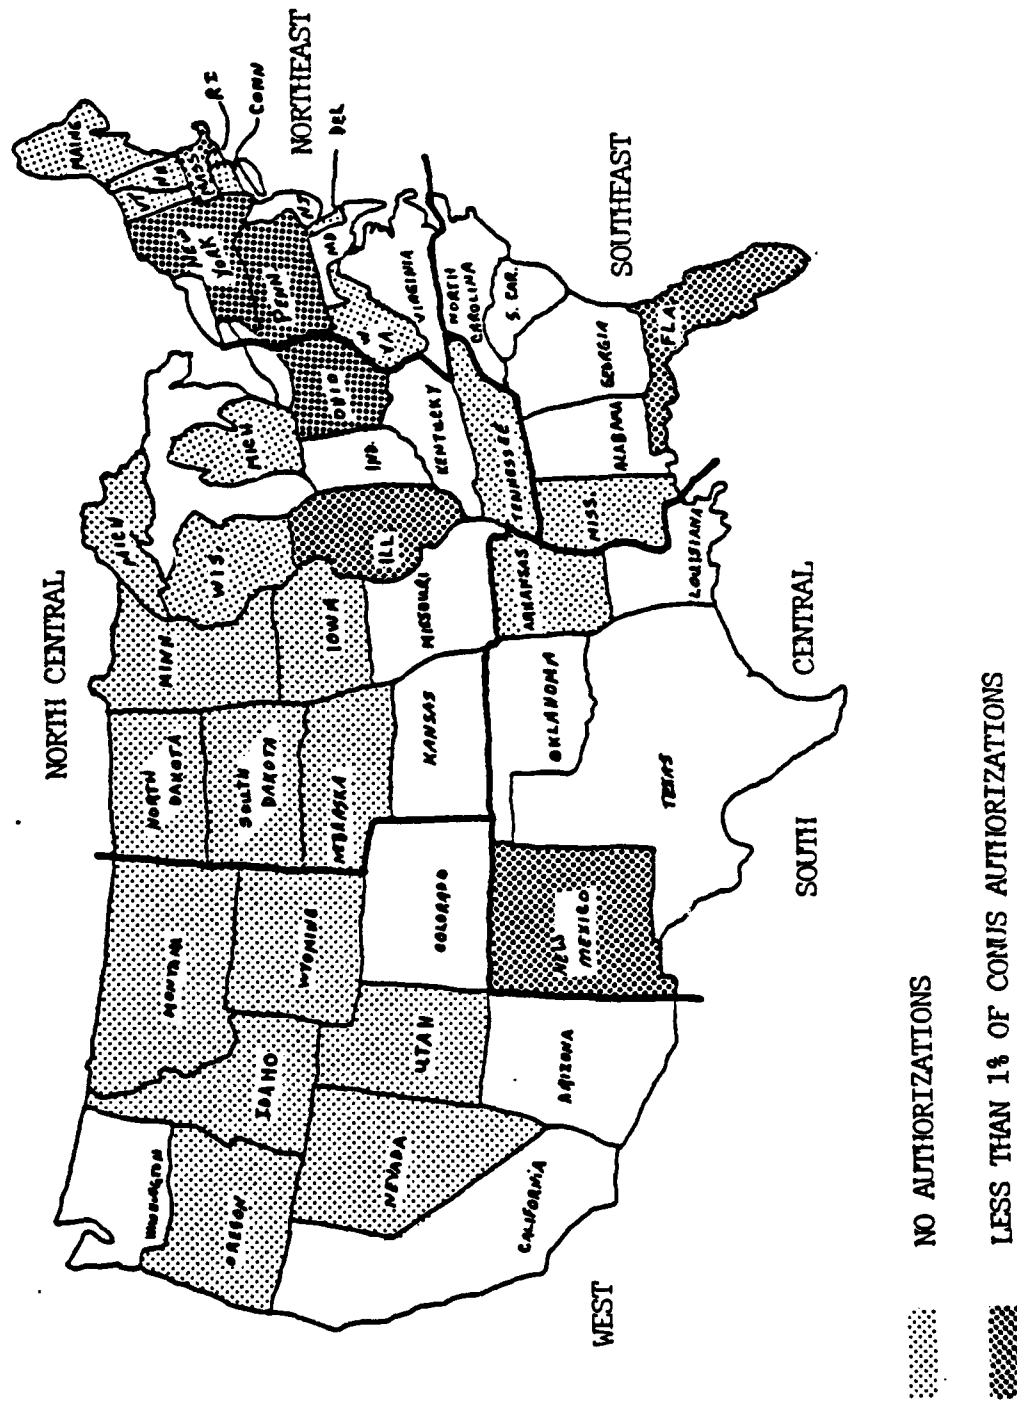 NORTH CENTRAL
NORTHEAST
WASHINGTON
OREGON
IDAHO
MONTANA
WYOMING
NEVADA
UTAH
CALIFORNIA
ARIZONA
COLORADO
NEW
MEXICO
NORTH
DAKOTA
SOUTH
DAKOTA
NEBRASKA
KANSAS
OKLAHOMA
TEXAS
MINN
IOWA
MISSOURI
ARKANSAS
LOUISIANA
WIS
ILL
MICH
MICH
IND.
OHIO
KENTUCKY
TENNESSEE
MISS
ALABAMA
GEORGIA
FLA
S. CAR.
NORTH
CAROLINA
VIRGINIA
W.
VA
MD
DEL
NJ
PENN
NEW
YORK
CONN
RI
MASS
VT
NH
MAINE
WEST
SOUTH
CENTRAL
SOUTHEAST
NO AUTHORIZATIONS
LESS THAN 1% OF CONUS AUTHORIZATIONS